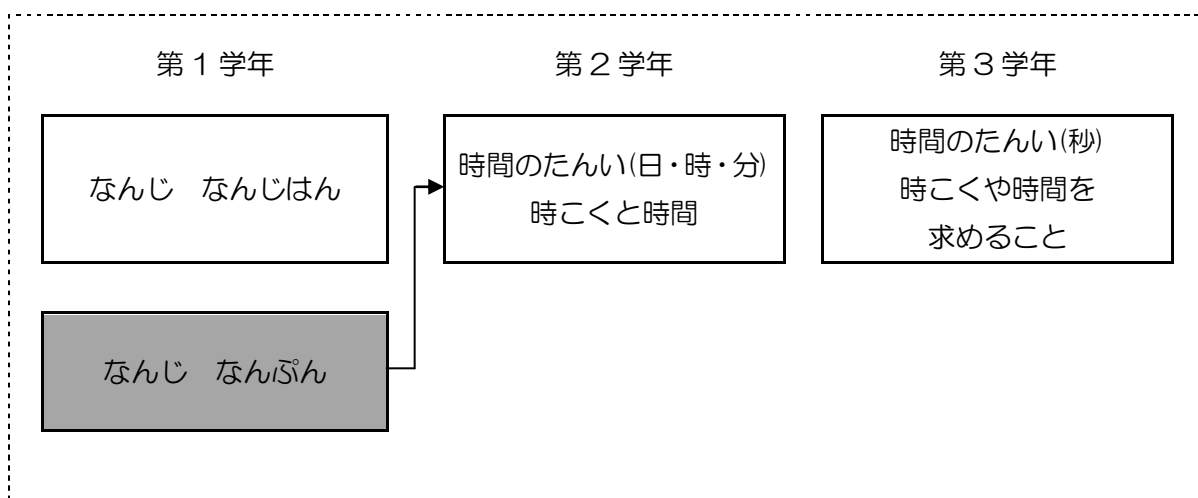 第１学年
第２学年
第３学年
なんじ　なんじはん
時間のたんい(日・時・分)
時こくと時間
時間のたんい(秒)
時こくや時間を
求めること
なんじ　なんぷん